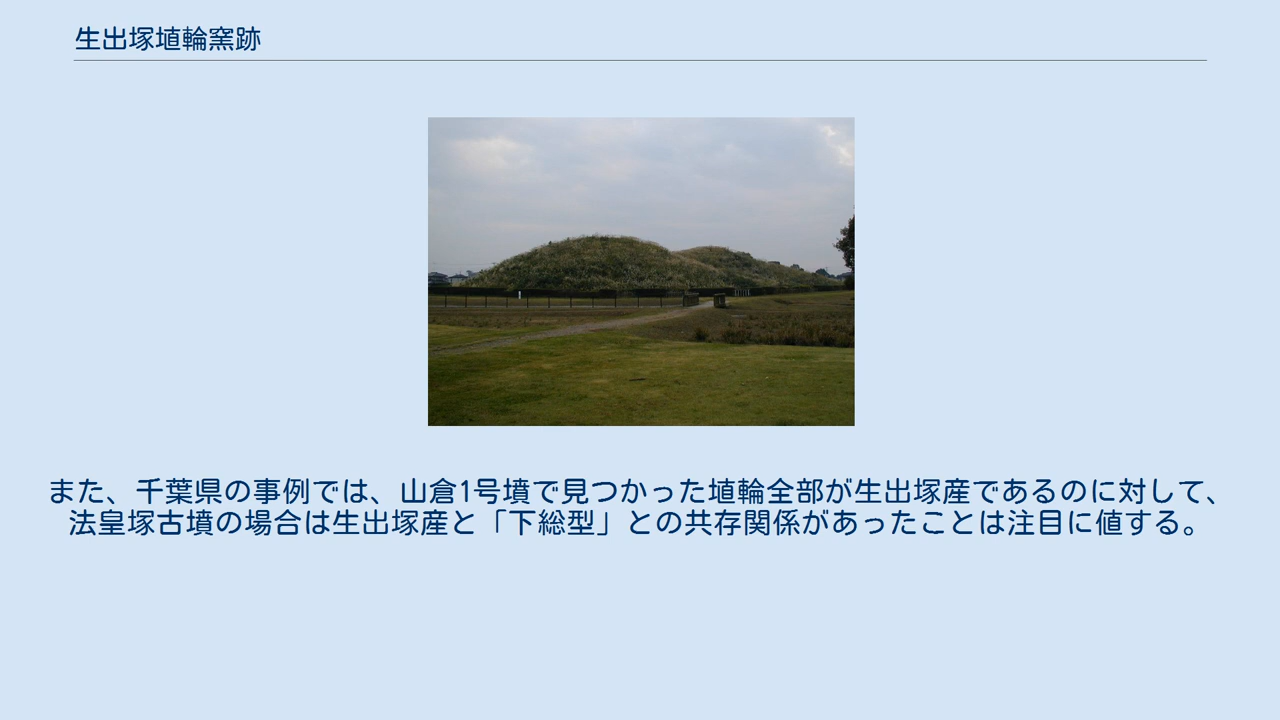 生出塚埴輪窯跡
また、千葉県の事例では、山倉1号墳で見つかった埴輪全部が生出塚産であるのに対して、
法皇塚古墳の場合は生出塚産と「下総型」との共存関係があったことは注目に値する。